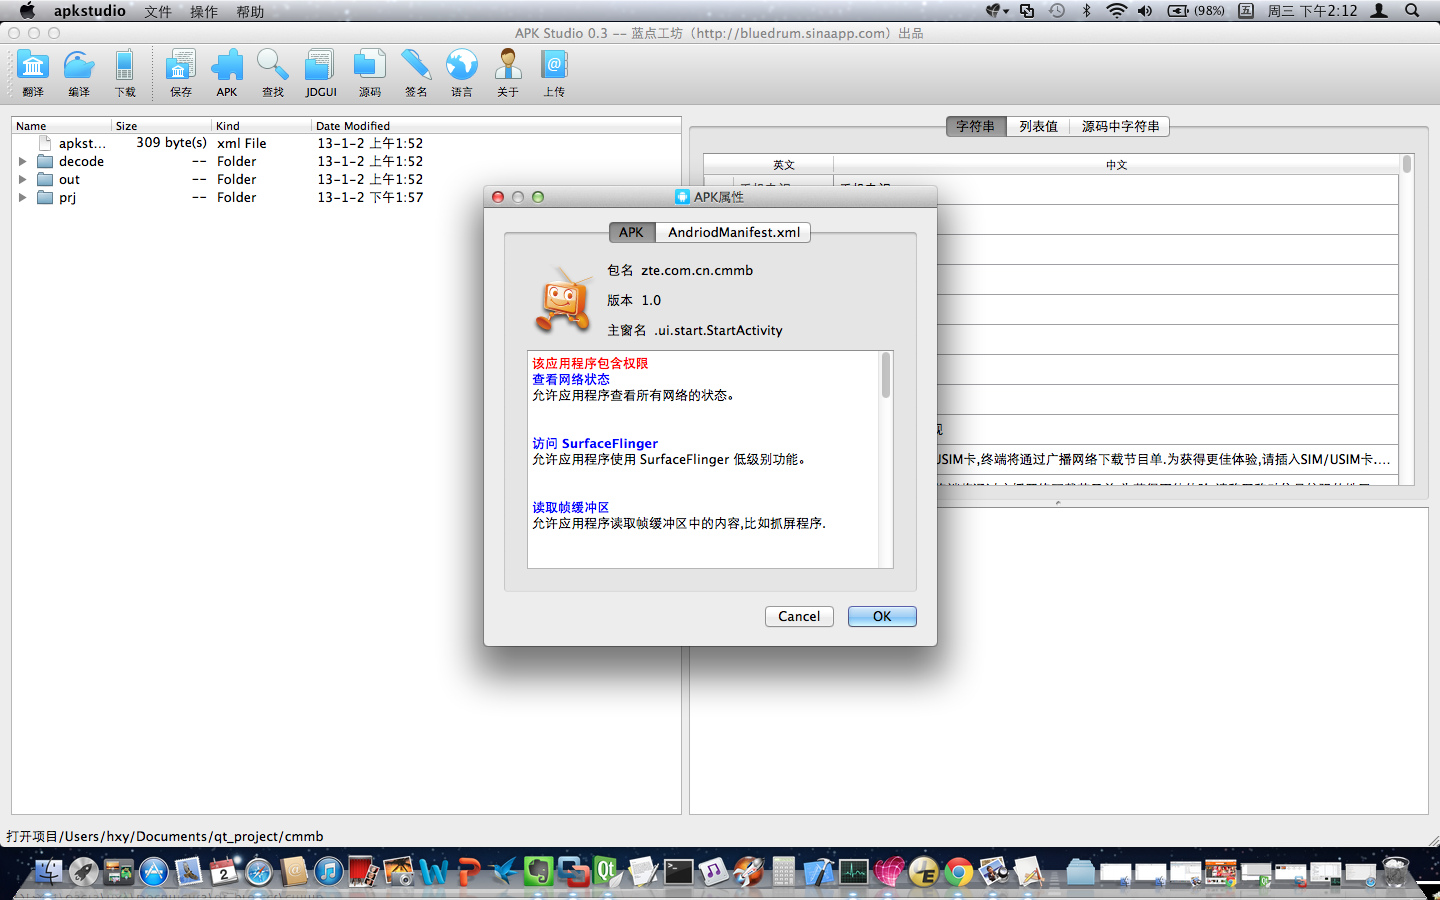 apkstudio 文件 操作 帮助
(98%) 周三 下午2:12
APK Studio 0.3 -- 蓝点工坊（http://bluedrum.sinaapp.com）出品
翻译 编译 下载 保存 APK 查找 JDGUI 源码 签名 语言 关于 上传
Name Size Kind Date Modified
apkst... 309 byte(s) xml File 13-1-2 上午1:52
decode -- Folder 13-1-2 上午1:52
out -- Folder 13-1-2 上午1:52
prj -- Folder 13-1-2 下午1:57
字符串 列表值 源码中字符串
英文 中文
APK属性
APK AndriodManifest.xml
包名 zte.com.cn.cmmb
版本 1.0
主窗名 .ui.start.StartActivity
该应用程序包含权限
查看网络状态
允许应用程序查看所有网络的状态。
访问 SurfaceFlinger
允许应用程序使用 SurfaceFlinger 低级别功能。
读取帧缓冲区
允许应用程序读取帧缓冲区中的内容,比如抓屏程序.
Cancel OK
USIM卡,终端将通过广播网络下载节目单.为获得更佳体验,请插入SIM/USIM卡....
打开项目/Users/hxy/Documents/qt_project/cmmb